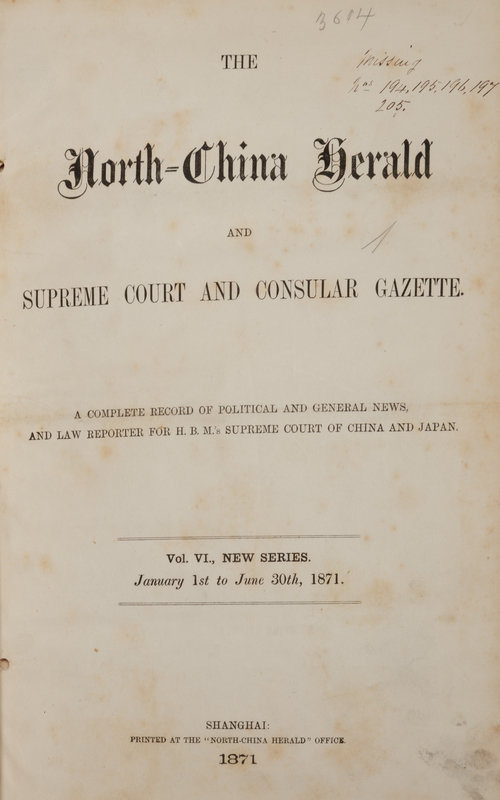 3604
THE
Missing
Nos 194, 195, 196, 197
205.
North-China Herald
AND
1
SUPREME COURT AND CONSULAR GAZETTE.
A COMPLETE RECORD OF POLITICAL AND GENERAL NEWS,
AND LAW REPORTER FOR H. B. M.'s SUPREME COURT OF CHINA AND JAPAN.
Vol. VI., NEW SERIES.
January 1st to June 30th, 1871.
SHANGHAI:
PRINTED AT THE "NORTH-CHINA HERALD" OFFICE.
1871